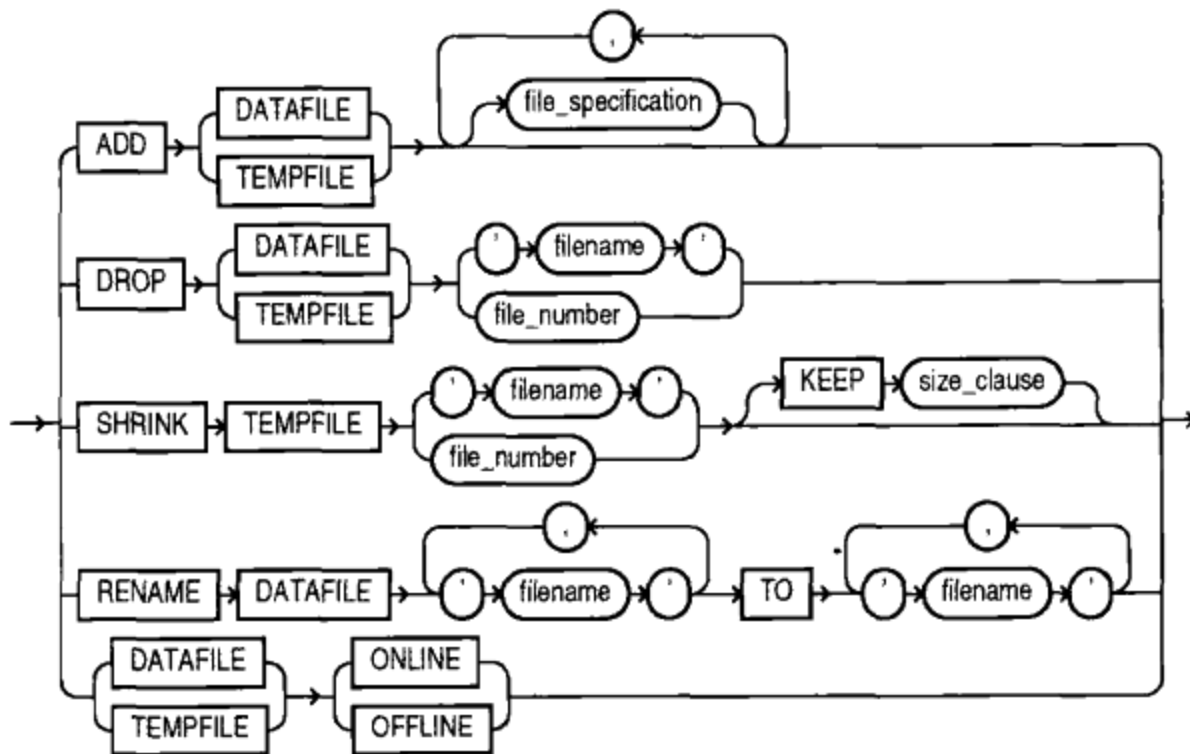 ,
file_specification
ADD DATAFILE
TEMPFILE
DROP DATAFILE ' filename '
TEMPFILE file_number
SHRINK TEMPFILE ' filename ' KEEP size_clause
file_number
, ,
RENAME DATAFILE ' filename ' TO ' filename '
DATAFILE ONLINE
TEMPFILE OFFLINE